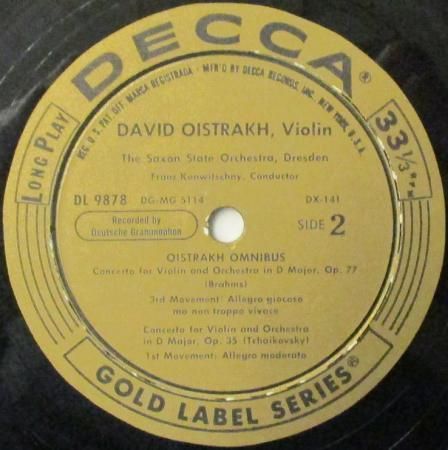 DECCA®
REG. U.S. PAT. OFF. MARCA REGISTRADA - MFR'D BY DECCA RECORDS, INC., NEW YORK, U.S.A.
LONG PLAY
33 1/3 RPM
DAVID OISTRAKH, Violin
The Saxon State Orchestra, Dresden
Franz Konwitschny, Conductor
DL 9878 DG-MG 5114 DX-141
Recorded by
Deutsche Grammophon
SIDE 2
OISTRAKH OMNIBUS
Concerto for Violin and Orchestra in D Major, Op. 77
(Brahms)
3rd Movement: Allegro giocoso
ma non troppo vivace
Concerto for Violin and Orchestra
in D Major, Op. 35 (Tchaikovsky)
1st Movement: Allegro moderato
GOLD LABEL SERIES®